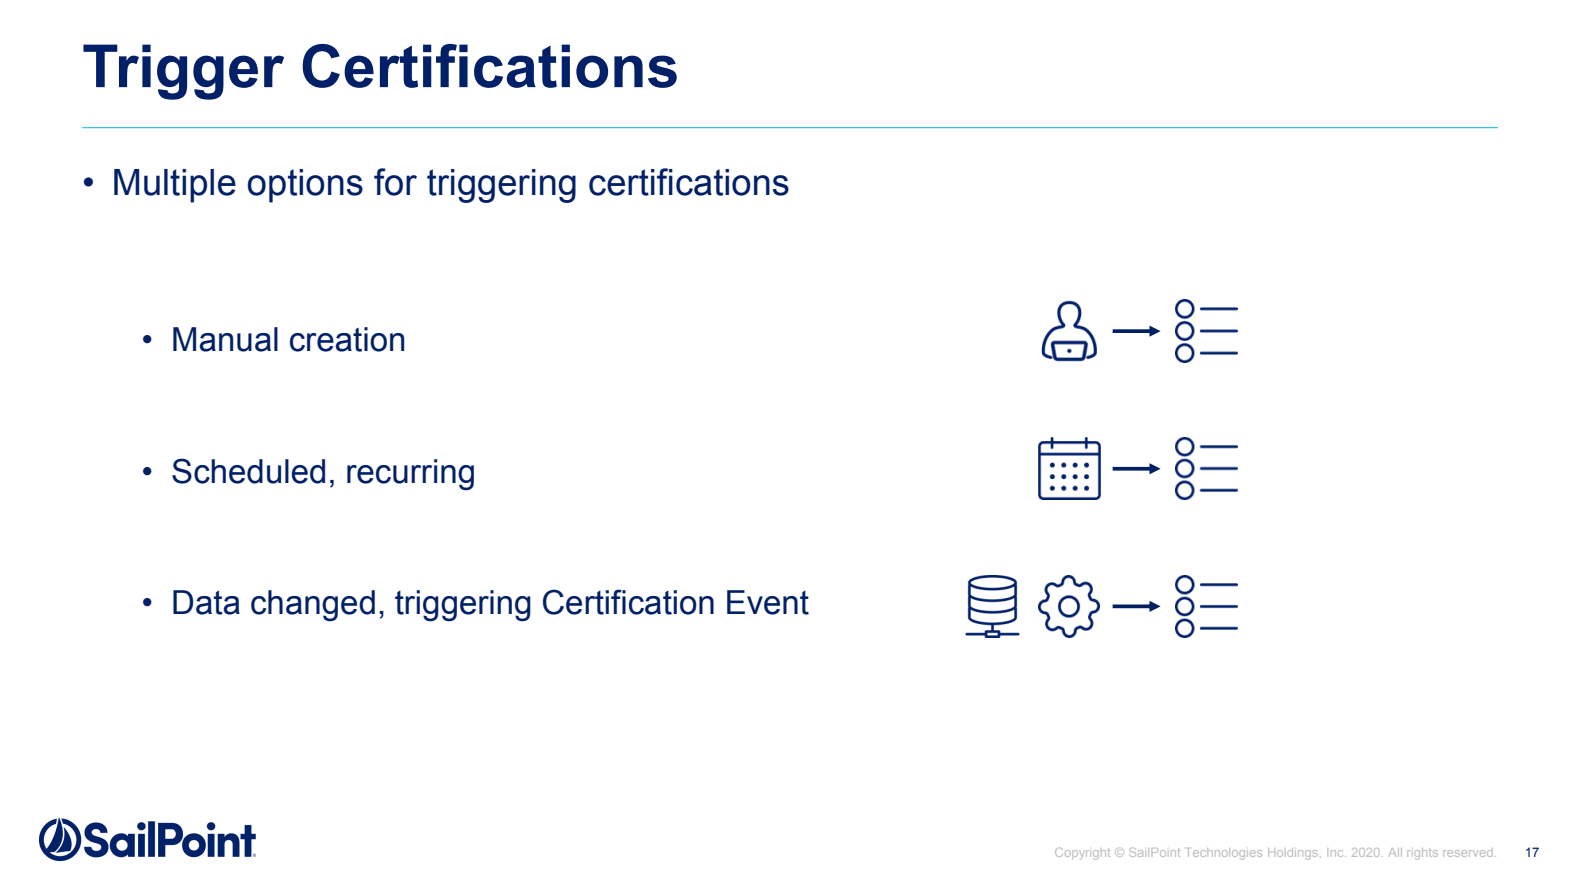 Trigger Certifications
• Multiple options for triggering certifications
• Manual creation
• Scheduled, recurring
• Data changed, triggering Certification Event
SailPoint
Copyright © SailPoint Technologies Holdings, Inc. 2020. All rights reserved. 17